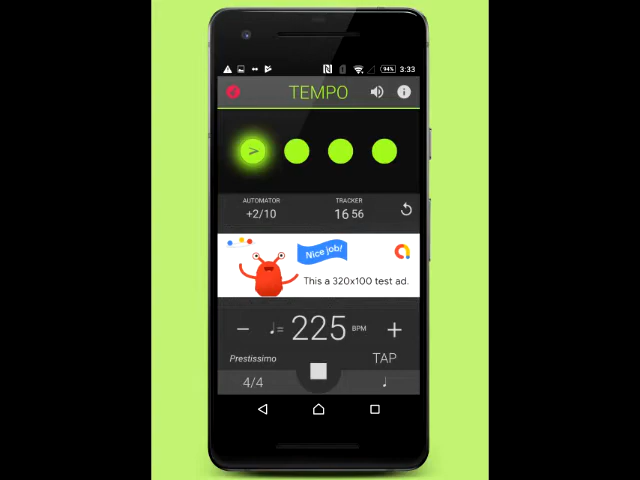 94% 3:33
TEMPO
>
AUTOMATOR TRACKER
+2/10 16 56
Nice job!
This a 320x100 test ad.
− ♩= 225 BPM +
Prestissimo TAP
4/4 ♩